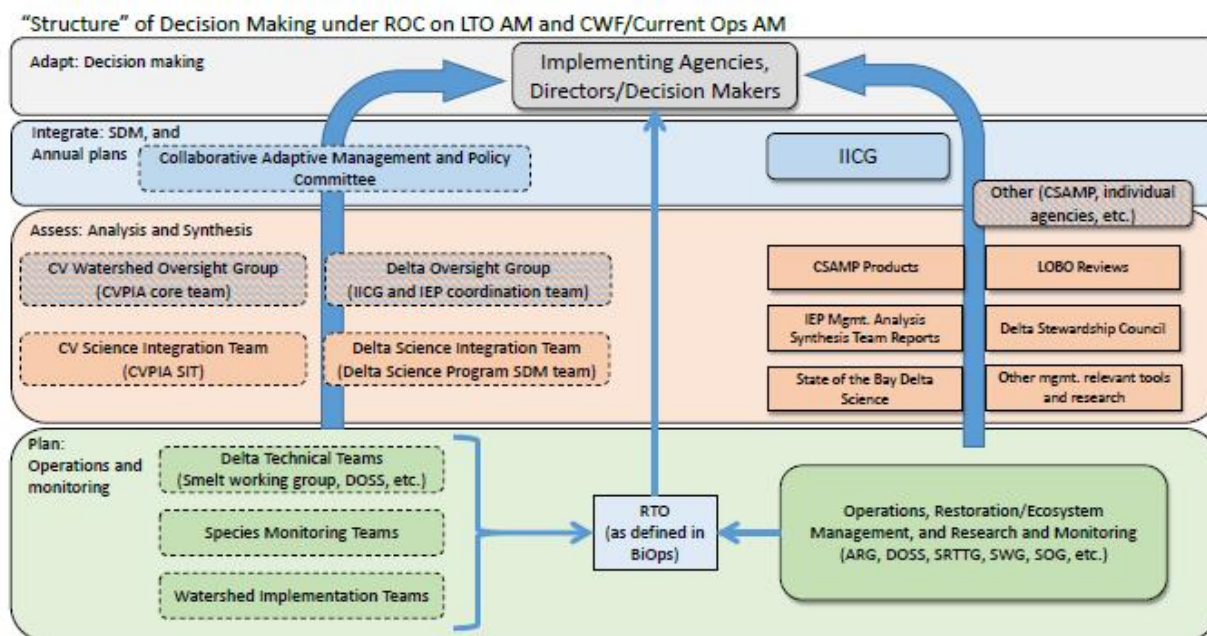 “Structure” of Decision Making under ROC on LTO AM and CWF/Current Ops AM
Adapt: Decision making
Implementing Agencies,
Directors/Decision Makers
Integrate: SDM, and
Annual plans
Collaborative Adaptive Management and Policy
Committee
IICG
Other (CSAMP, individual
agencies, etc.)
Assess: Analysis and Synthesis
CV Watershed Oversight Group
(CVPIA core team)
Delta Oversight Group
(IICG and IEP coordination team)
CSAMP Products
LOBO Reviews
CV Science Integration Team
(CVPIA SIT)
Delta Science Integration Team
(Delta Science Program SDM team)
IEP Mgmt. Analysis
Synthesis Team Reports
Delta Stewardship Council
State of the Bay Delta
Science
Other mgmt. relevant tools
and research
Plan:
Operations and
monitoring
Delta Technical Teams
(Smelt working group, DOSS, etc.)
Species Monitoring Teams
Watershed Implementation Teams
RTO
(as defined in
BiOps)
Operations, Restoration/Ecosystem
Management, and Research and Monitoring
(ARG, DOSS, SRTTG, SWG, SOG, etc.)